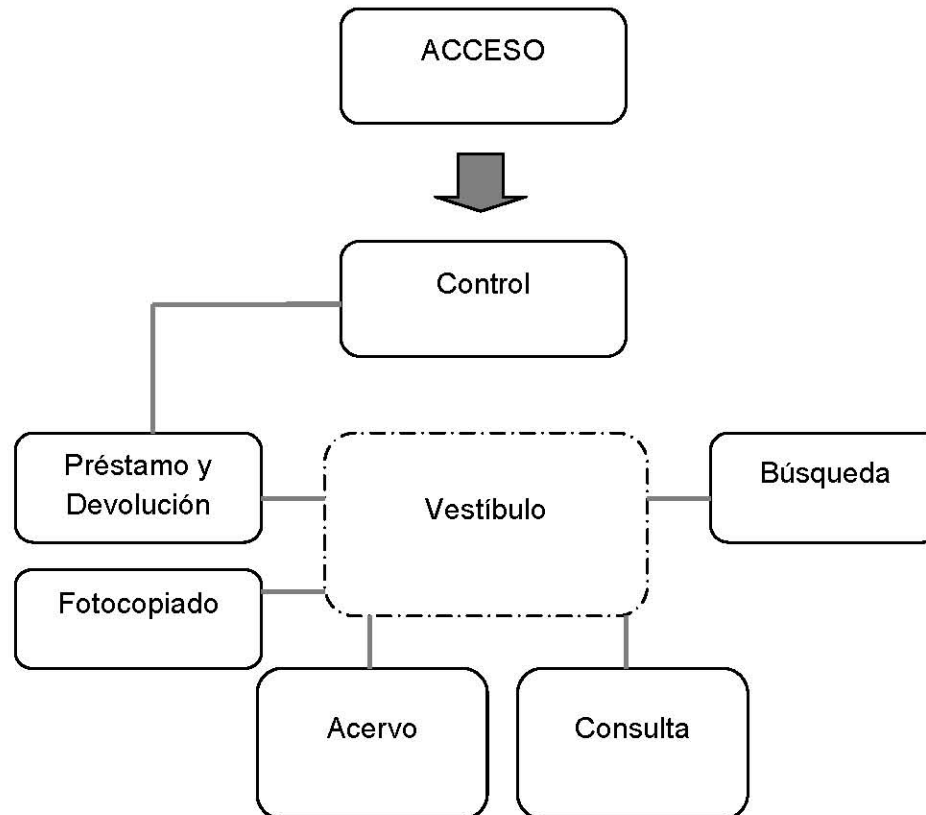 ACCESO
Control
Préstamo y
Devolución
Vestíbulo
Búsqueda
Fotocopiado
Acervo
Consulta